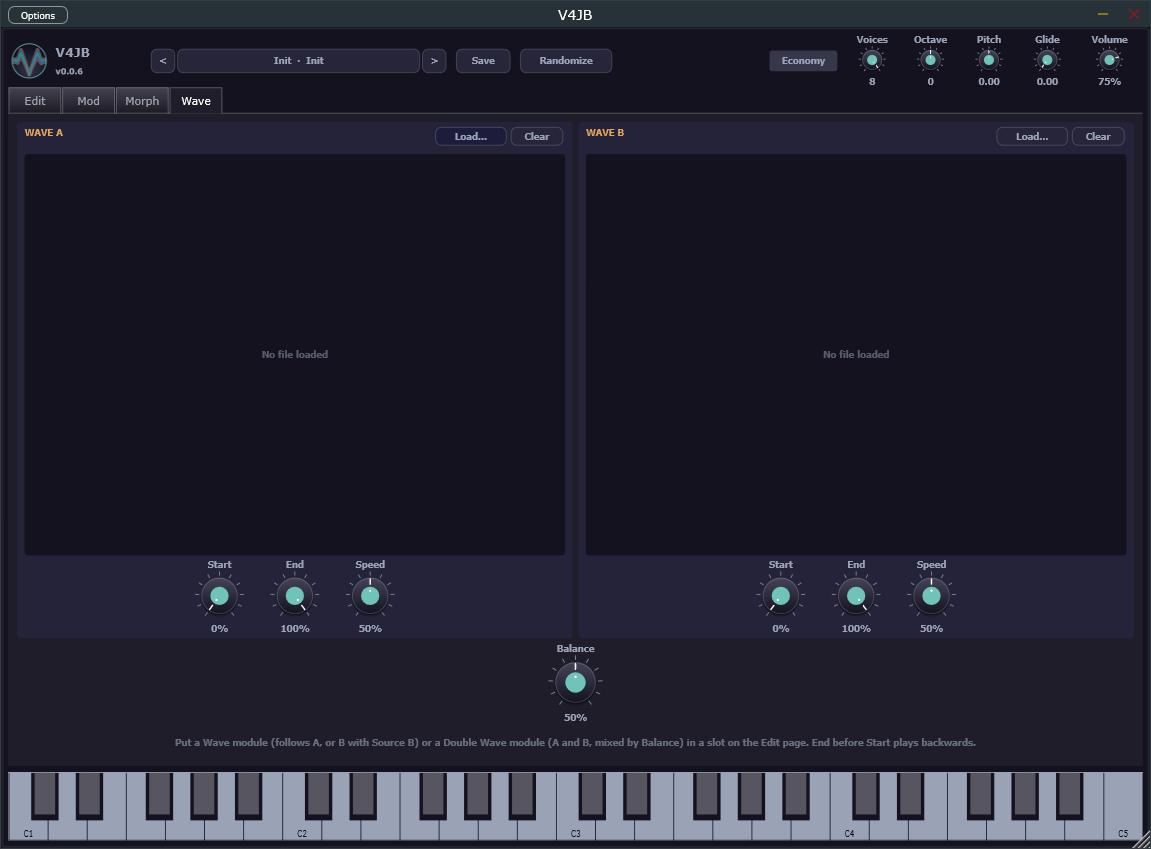 Options
V4JB
V4JB
v0.0.6
<
Init · Init
>
Save
Randomize
Economy
Voices
8
Octave
0
Pitch
0.00
Glide
0.00
Volume
75%
Edit
Mod
Morph
Wave
WAVE A
Load...
Clear
No file loaded
Start
0%
End
100%
Speed
50%
WAVE B
Load...
Clear
No file loaded
Start
0%
End
100%
Speed
50%
Balance
50%
Put a Wave module (follows A, or B with Source B) or a Double Wave module (A and B, mixed by Balance) in a slot on the Edit page. End before Start plays backwards.
C1
C2
C3
C4
C5